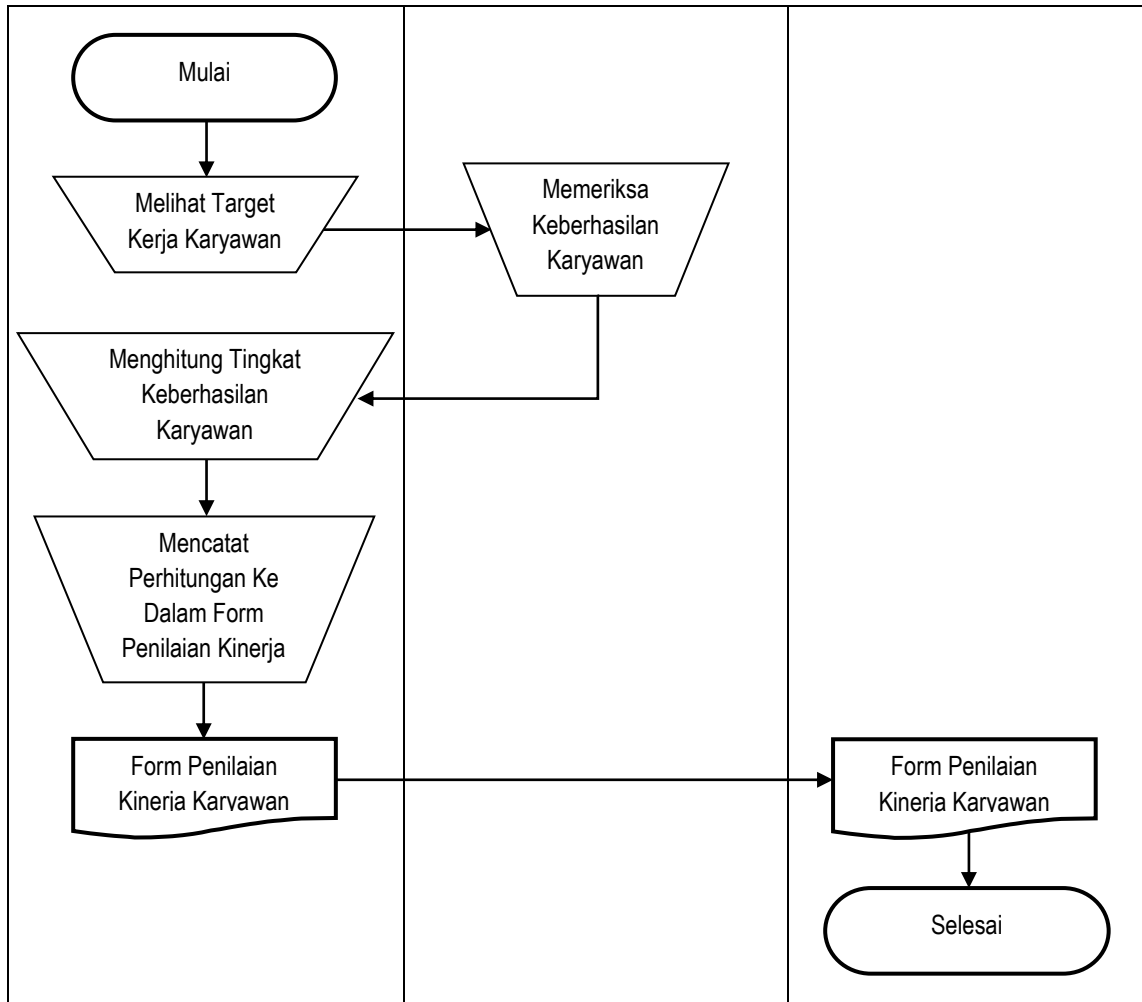 Mulai
Melihat Target
Kerja Karyawan
Memeriksa
Keberhasilan
Karyawan
Menghitung Tingkat
Keberhasilan
Karyawan
Mencatat
Perhitungan Ke
Dalam Form
Penilaian Kinerja
Form Penilaian
Kinerja Karyawan
Form Penilaian
Kinerja Karyawan
Selesai